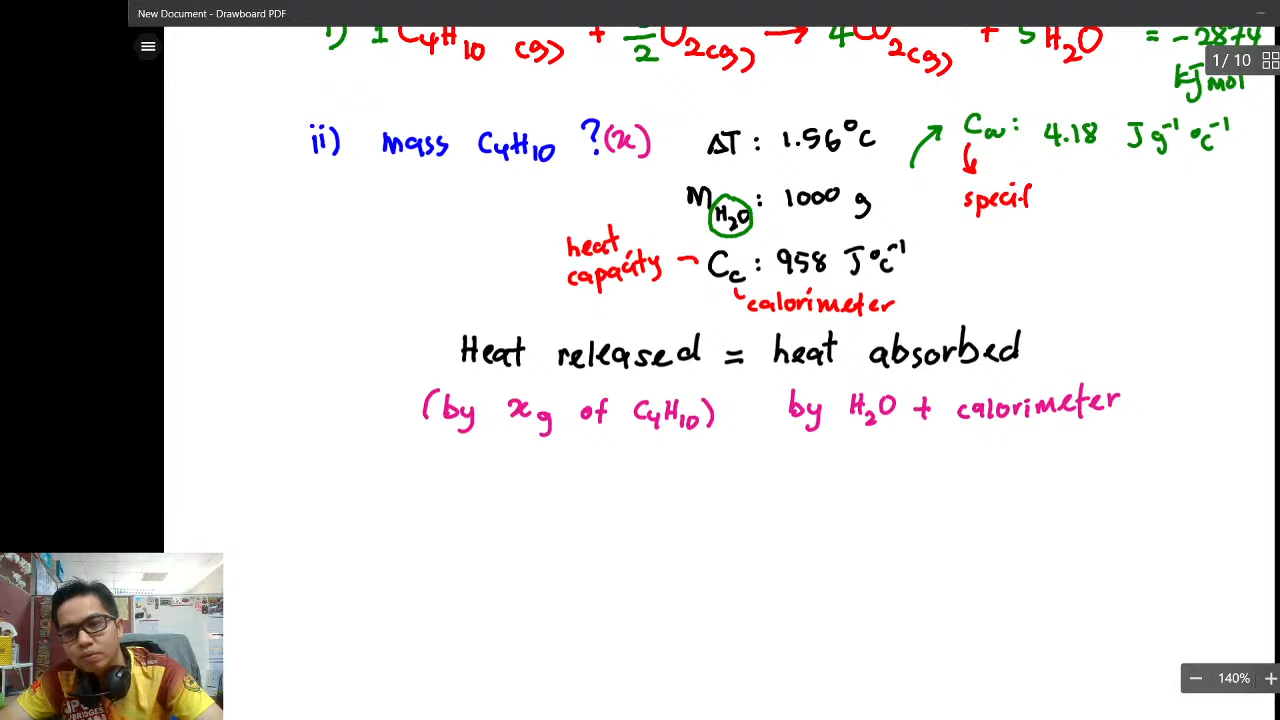 New Document - Drawboard PDF
i) 1 C4H10 (g) + 13/2 O2(g) → 4CO2(g) + 5H2O = -2874
kJ mol
1 / 10
ii) mass C4H10 ? (x) ΔT : 1.56°C Cw : 4.18 J g⁻¹ °C⁻¹
MH2O : 1000 g specif
heat capacity Cc : 958 J °C⁻¹
calorimeter
Heat released = heat absorbed
(by x g of C4H10) by H2O + calorimeter
140%